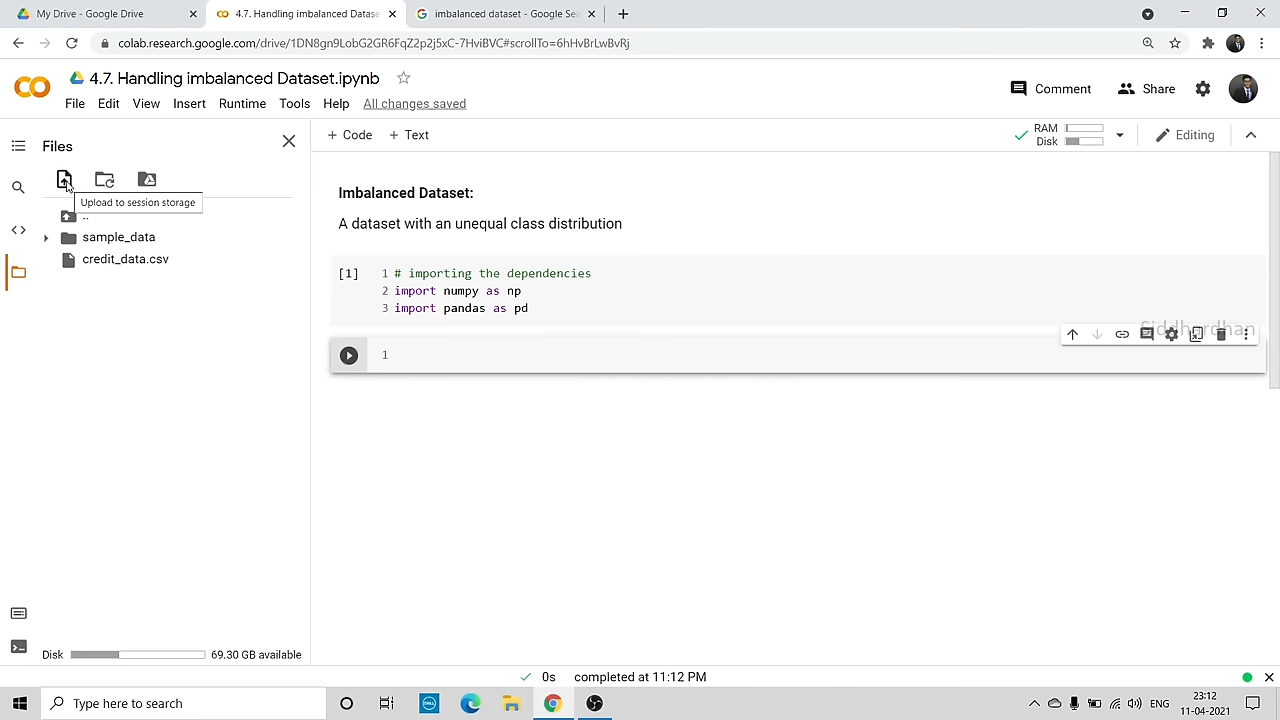 My Drive - Google Drive
4.7. Handling imbalanced Datase
imbalanced dataset - Google Sea
colab.research.google.com/drive/1DN8gn9LobG2GR6FqZ2p2j5xC-7HviBVC#scrollTo=6hHvBrLwBvRj
4.7. Handling imbalanced Dataset.ipynb
Comment
Share
File Edit View Insert Runtime Tools Help All changes saved
Files
+ Code + Text
RAM
Disk
Editing
Upload to session storage
..
sample_data
credit_data.csv
Imbalanced Dataset:
A dataset with an unequal class distribution
[1] 1 # importing the dependencies
2 import numpy as np
3 import pandas as pd
Siddhardhan
1
Disk 69.30 GB available
0s completed at 11:12 PM
Type here to search
DELL
ENG
23:12
11-04-2021